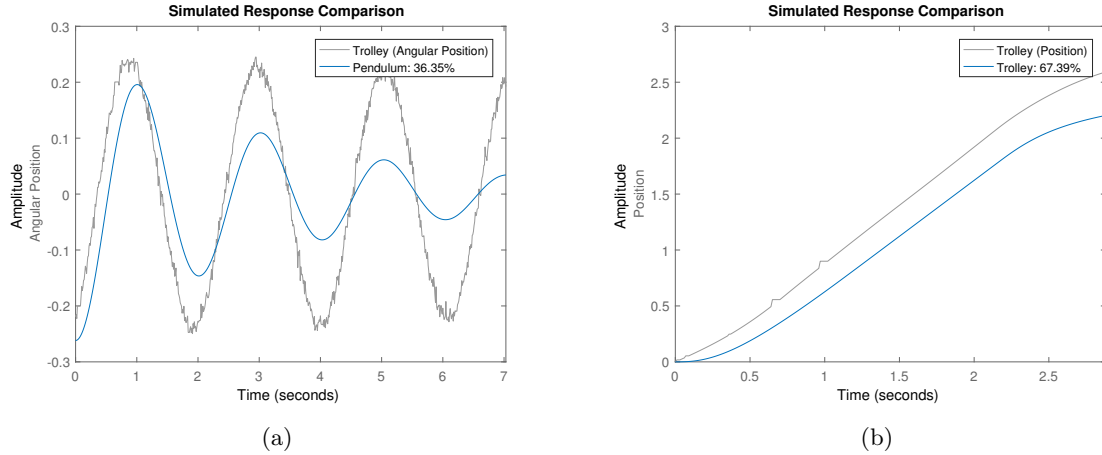 Simulated Response Comparison
0.3
0.2
0.1
0
-0.1
-0.2
-0.3
Amplitude
Angular Position
Trolley (Angular Position)
Pendulum: 36.35%
0 1 2 3 4 5 6 7
Time (seconds)
(a)
Simulated Response Comparison
3
2.5
2
1.5
1
0.5
0
Amplitude
Position
Trolley (Position)
Trolley: 67.39%
0 0.5 1 1.5 2 2.5
Time (seconds)
(b)